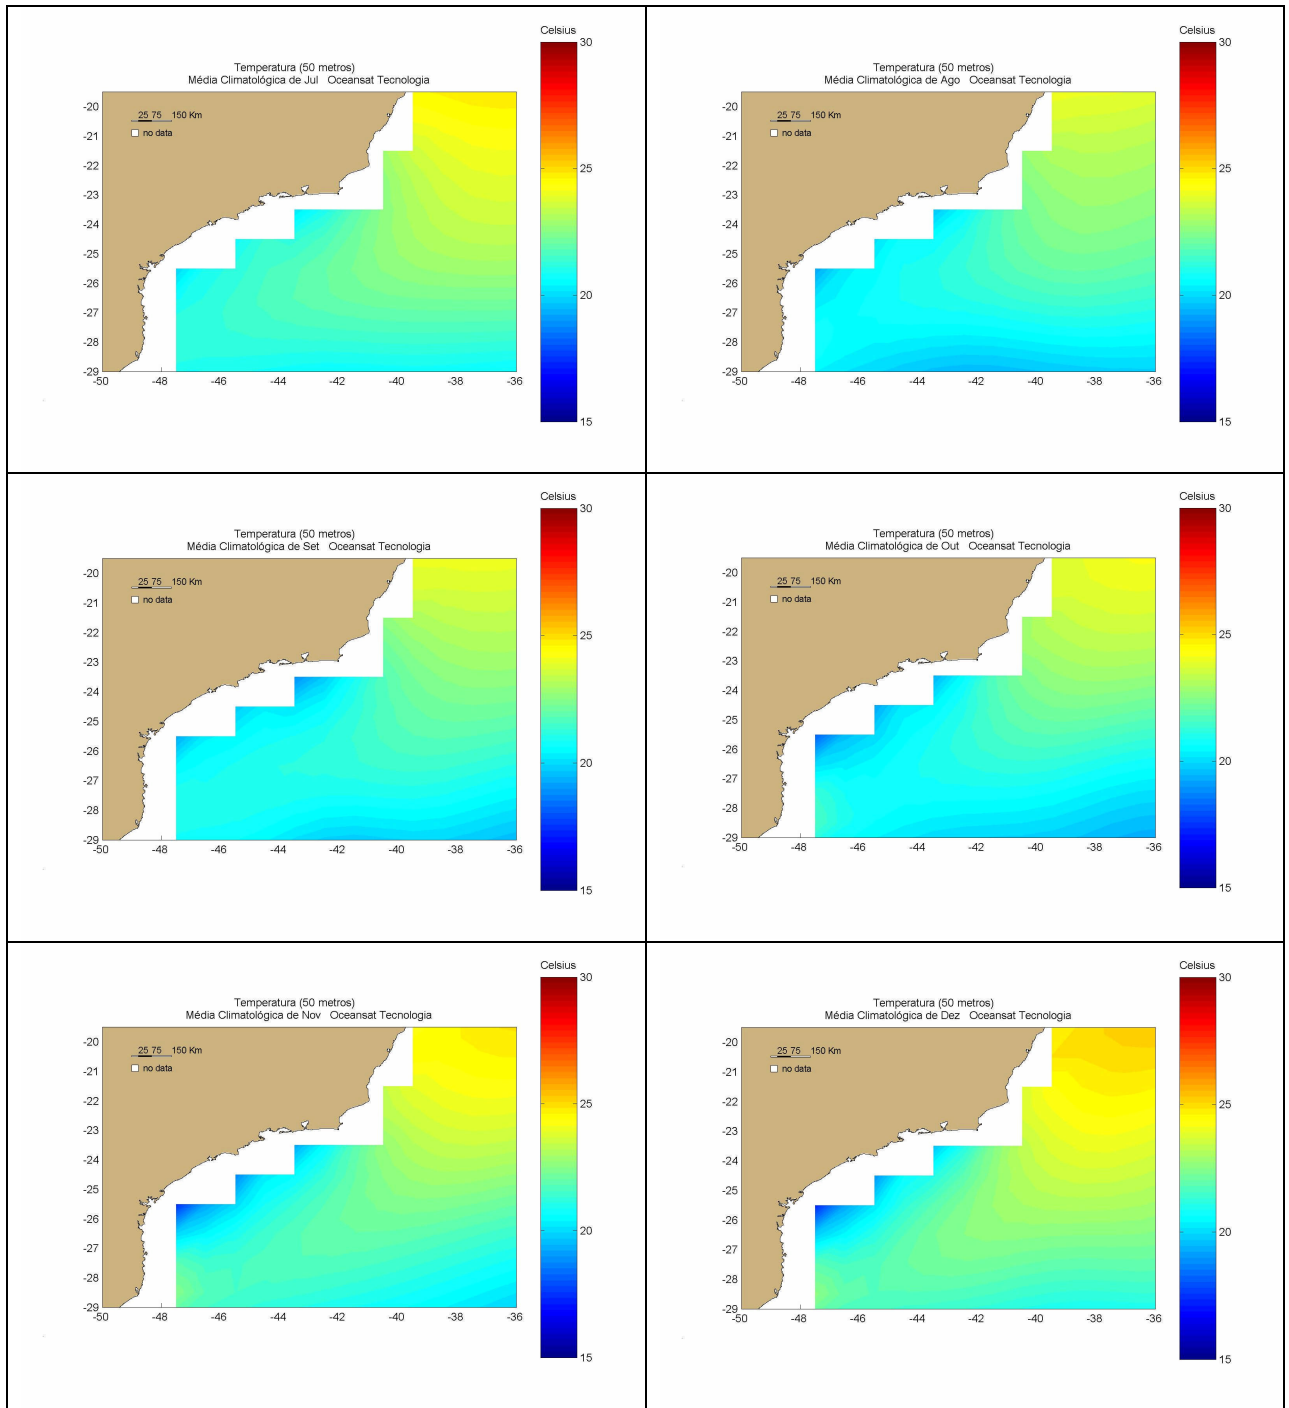 Celsius
30
25
20
15
Temperatura (50 metros)
Média Climatológica de Jul Oceansat Tecnologia
25 75 150 Km
no data
-20
-21
-22
-23
-24
-25
-26
-27
-28
-29
-50 -48 -46 -44 -42 -40 -38 -36
Celsius
30
25
20
15
Temperatura (50 metros)
Média Climatológica de Ago Oceansat Tecnologia
25 75 150 Km
no data
-20
-21
-22
-23
-24
-25
-26
-27
-28
-29
-50 -48 -46 -44 -42 -40 -38 -36
Celsius
30
25
20
15
Temperatura (50 metros)
Média Climatológica de Set Oceansat Tecnologia
25 75 150 Km
no data
-20
-21
-22
-23
-24
-25
-26
-27
-28
-29
-50 -48 -46 -44 -42 -40 -38 -36
Celsius
30
25
20
15
Temperatura (50 metros)
Média Climatológica de Out Oceansat Tecnologia
25 75 150 Km
no data
-20
-21
-22
-23
-24
-25
-26
-27
-28
-29
-50 -48 -46 -44 -42 -40 -38 -36
Celsius
30
25
20
15
Temperatura (50 metros)
Média Climatológica de Nov Oceansat Tecnologia
25 75 150 Km
no data
-20
-21
-22
-23
-24
-25
-26
-27
-28
-29
-50 -48 -46 -44 -42 -40 -38 -36
Celsius
30
25
20
15
Temperatura (50 metros)
Média Climatológica de Dez Oceansat Tecnologia
25 75 150 Km
no data
-20
-21
-22
-23
-24
-25
-26
-27
-28
-29
-50 -48 -46 -44 -42 -40 -38 -36